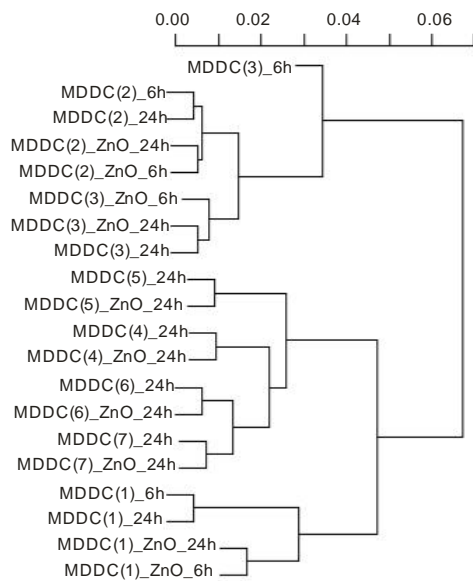 0.00 0.02 0.04 0.06
MDDC(3)_6h
MDDC(2)_6h
MDDC(2)_24h
MDDC(2)_ZnO_24h
MDDC(2)_ZnO_6h
MDDC(3)_ZnO_6h
MDDC(3)_ZnO_24h
MDDC(3)_24h
MDDC(5)_24h
MDDC(5)_ZnO_24h
MDDC(4)_24h
MDDC(4)_ZnO_24h
MDDC(6)_24h
MDDC(6)_ZnO_24h
MDDC(7)_24h
MDDC(7)_ZnO_24h
MDDC(1)_6h
MDDC(1)_24h
MDDC(1)_ZnO_24h
MDDC(1)_ZnO_6h